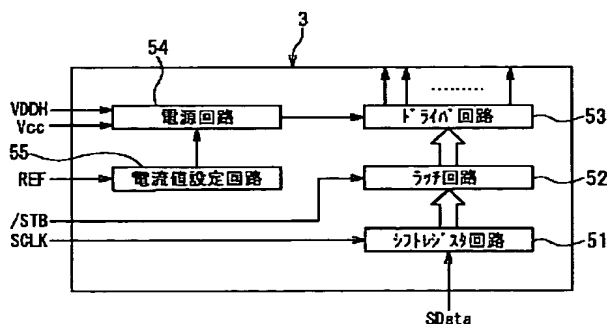 3
54
VDDH
Vcc
電源回路
ドライバ回路
53
55
REF
電流値設定回路
ラッチ回路
52
/STB
SCLK
シフトレジスタ回路
51
SData